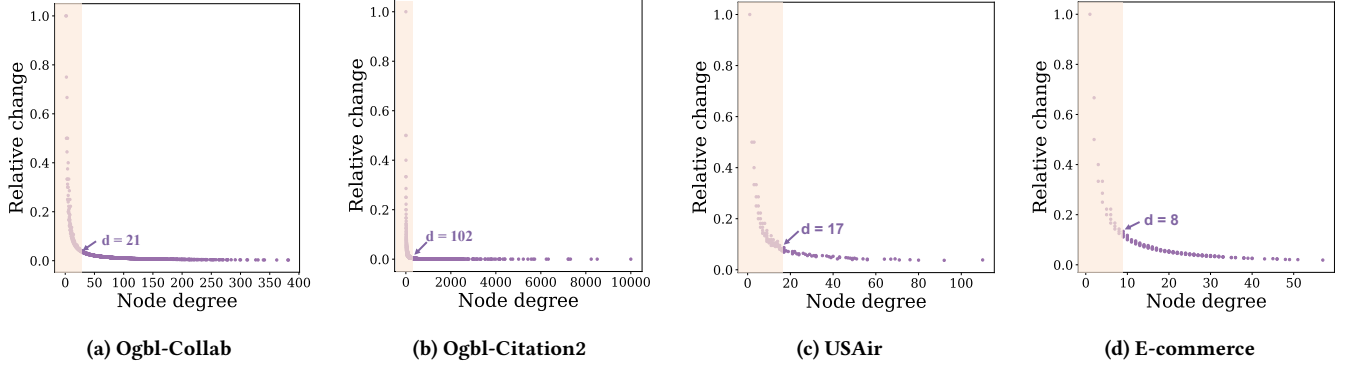 Relative change
1.0
0.8
0.6
0.4
0.2
0.0
d = 21
0 50 100 150 200 250 300 350 400
Node degree
(a) Ogbl-Collab
Relative change
1.0
0.8
0.6
0.4
0.2
0.0
d = 102
0 2000 4000 6000 8000 10000
Node degree
(b) Ogbl-Citation2
Relative change
1.0
0.8
0.6
0.4
0.2
0.0
d = 17
0 20 40 60 80 100
Node degree
(c) USAir
Relative change
1.0
0.8
0.6
0.4
0.2
0.0
d = 8
0 10 20 30 40 50
Node degree
(d) E-commerce